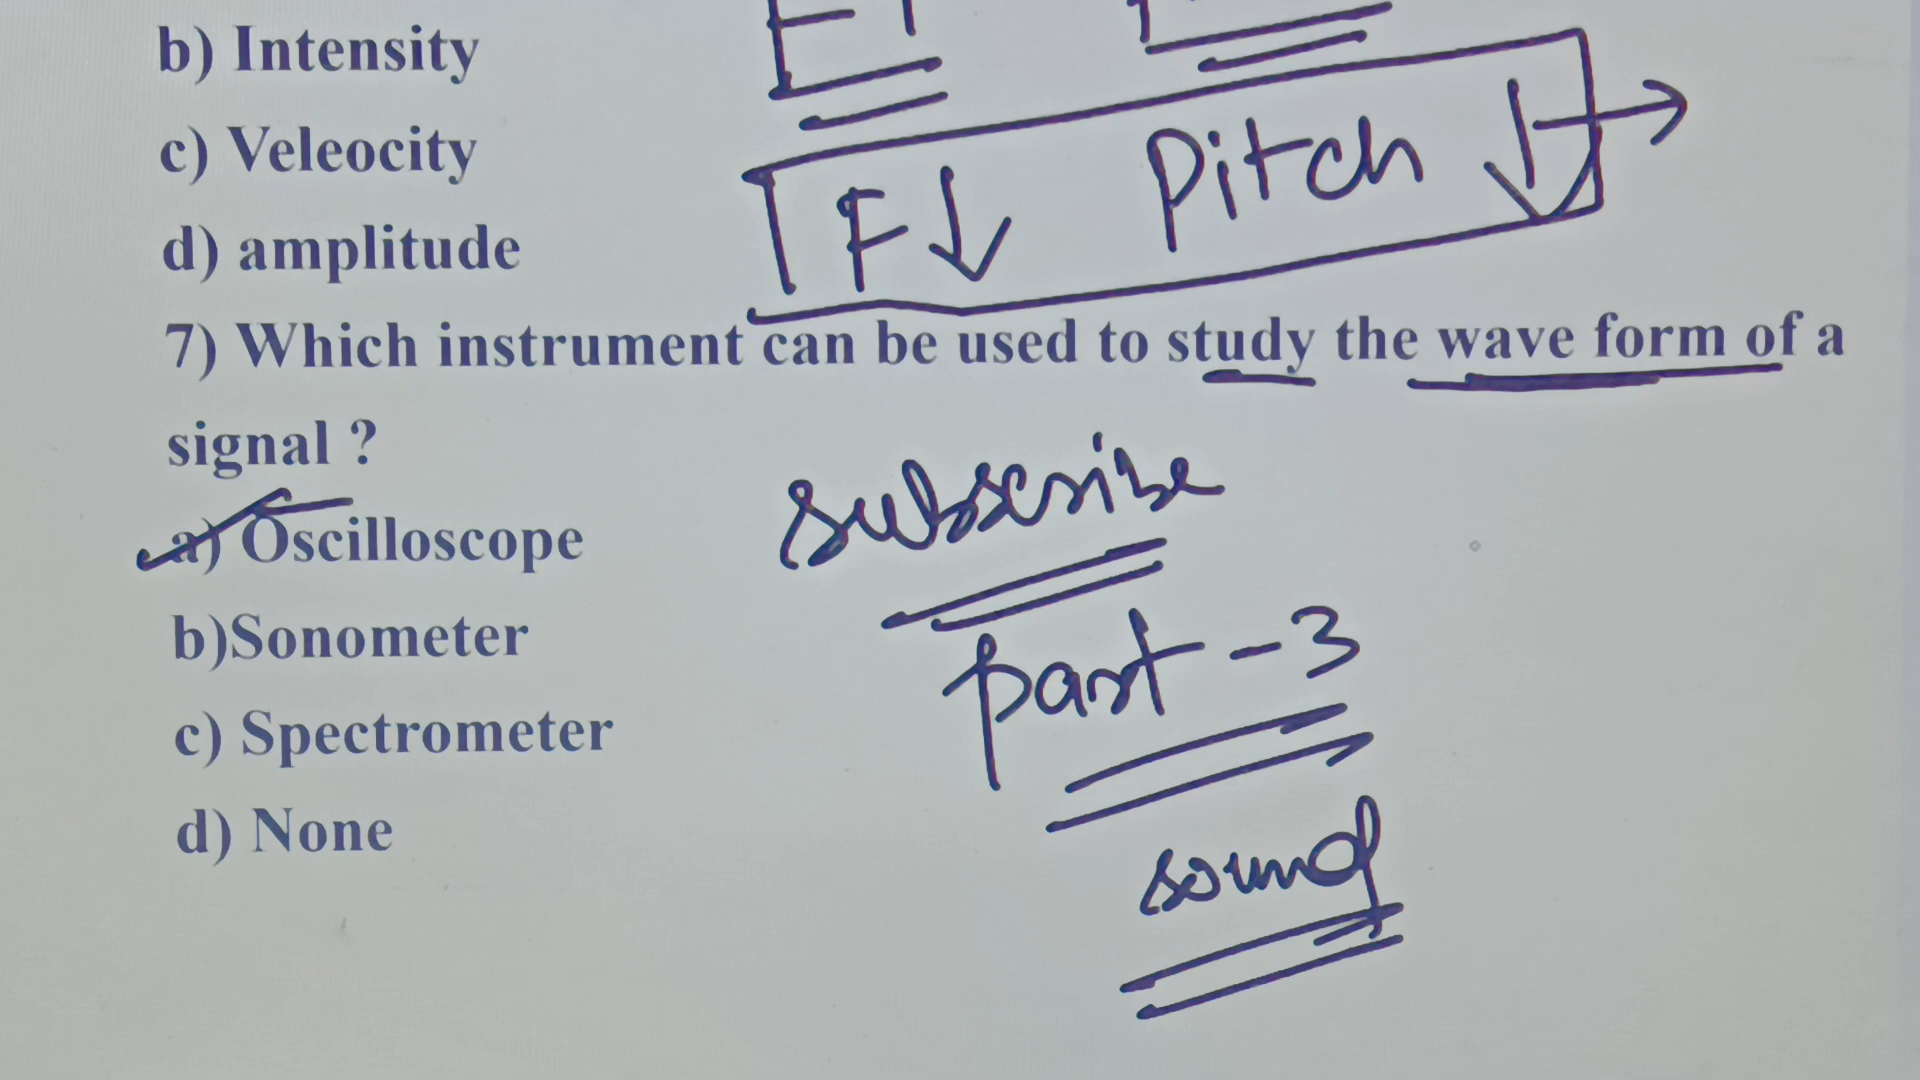 b) Intensity
c) Veleocity
F↓ Pitch ↓→
d) amplitude
7) Which instrument can be used to study the wave form of a
signal ?
a) Oscilloscope
subscribe
b)Sonometer
part-3
c) Spectrometer
d) None
sound